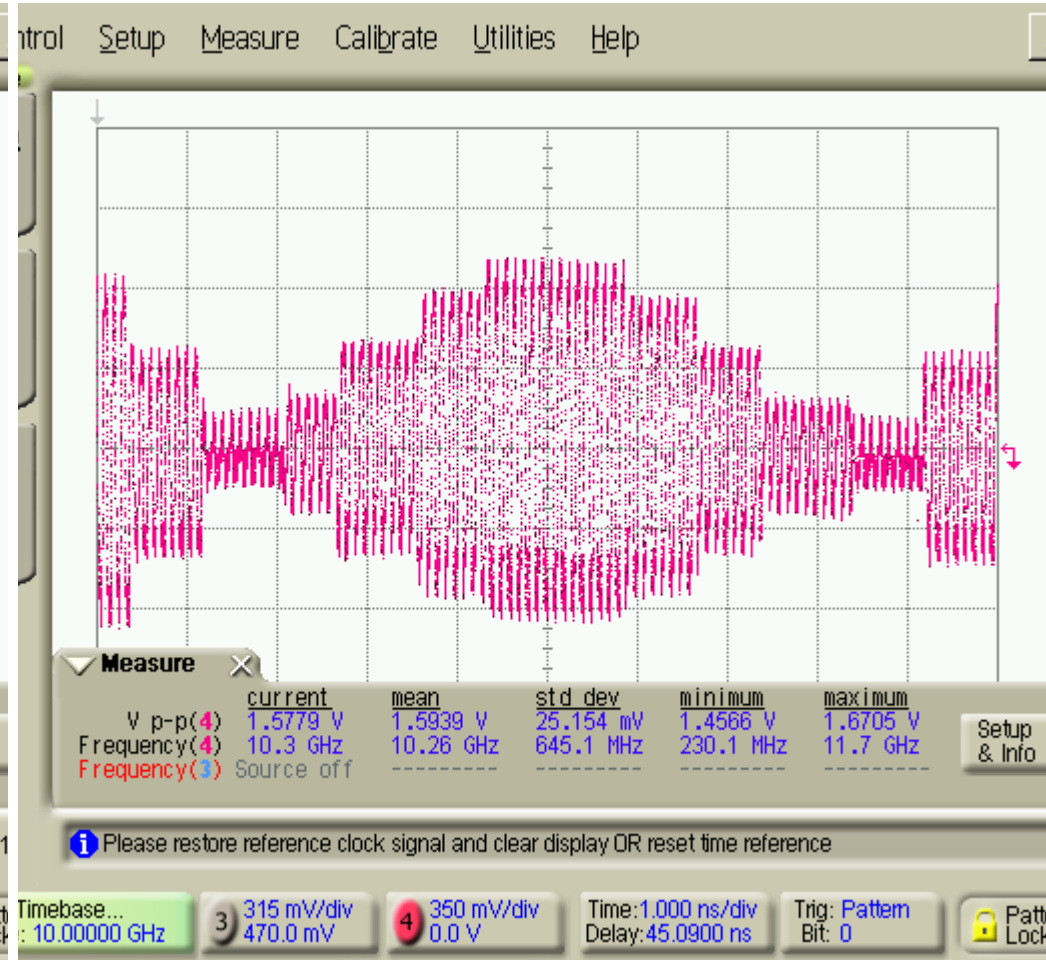 ntrol Setup Measure Calibrate Utilities Help
Measure
current mean std dev minimum maximum
V p-p(4) 1.5779 V 1.5939 V 25.154 mV 1.4566 V 1.6705 V
Frequency(4) 10.3 GHz 10.26 GHz 645.1 MHz 230.1 MHz 11.7 GHz
Frequency(3) Source off --------- --------- --------- ---------
Setup
& Info
Please restore reference clock signal and clear display OR reset time reference
Timebase...
: 10.00000 GHz
3 315 mV/div
470.0 mV
4 350 mV/div
0.0 V
Time:1.000 ns/div
Delay:45.0900 ns
Trig: Pattern
Bit: 0
Patt
Lock